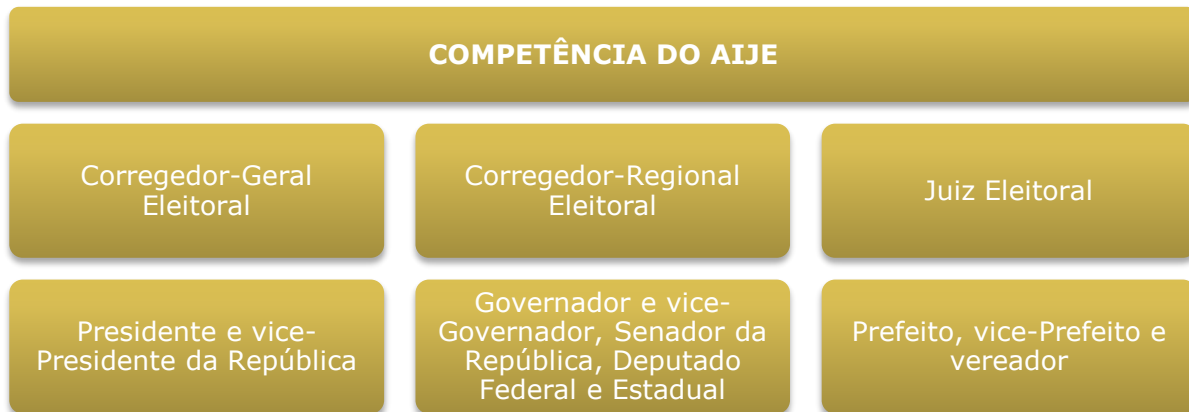 COMPETÊNCIA DO AIJE
Corregedor-Geral
Eleitoral
Corregedor-Regional
Eleitoral
Juiz Eleitoral
Presidente e vice-
Presidente da República
Governador e vice-
Governador, Senador da
República, Deputado
Federal e Estadual
Prefeito, vice-Prefeito e
vereador